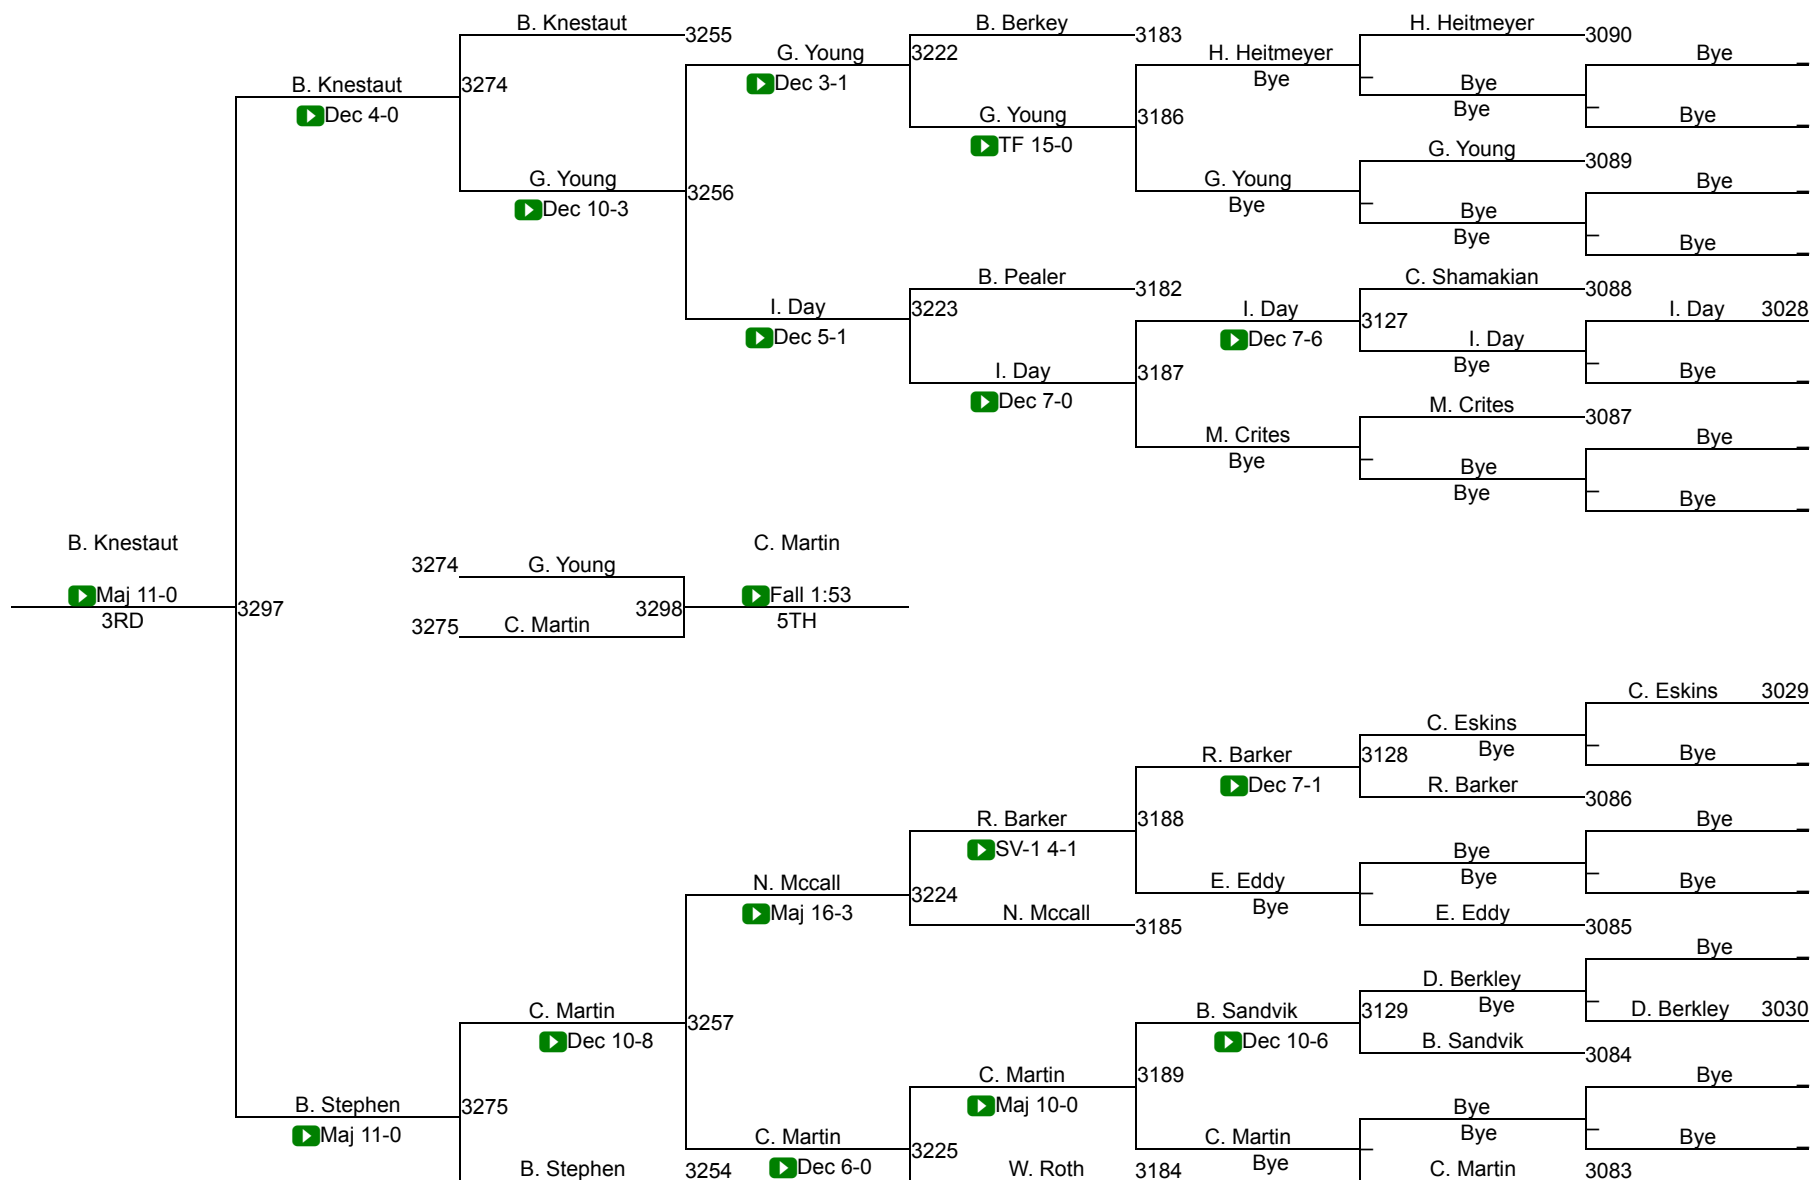 B. Knestaut
3255
B. Berkey
3183
H. Heitmeyer
3090
G. Young
3222
H. Heitmeyer
Bye
B. Knestaut
3274
Dec 3-1
Bye
Bye
Dec 4-0
G. Young
3186
Bye
Bye
TF 15-0
G. Young
3089
G. Young
3256
G. Young
Bye
Dec 10-3
Bye
Bye
Bye
Bye
B. Pealer
3182
C. Shamakian
3088
I. Day
3223
I. Day
3127
I. Day 3028
Dec 5-1
Dec 7-6
I. Day
I. Day
3187
Bye
Bye
Dec 7-0
M. Crites
3087
M. Crites
Bye
Bye
Bye
Bye
Bye
B. Knestaut
C. Martin
3274 G. Young
Maj 11-0
3297
3298
Fall 1:53
3RD
3275 C. Martin
5TH
C. Eskins 3029
C. Eskins
R. Barker
3128
Bye
Bye
Dec 7-1
R. Barker
3086
R. Barker
3188
Bye
SV-1 4-1
Bye
N. Mccall
3224
E. Eddy
Bye
Bye
Maj 16-3
N. Mccall
3185
Bye
E. Eddy
3085
Bye
D. Berkley
C. Martin
3257
B. Sandvik
3129
Bye
D. Berkley 3030
Dec 10-8
Dec 10-6
B. Sandvik
3084
C. Martin
3189
Bye
B. Stephen
3275
Maj 10-0
Bye
Maj 11-0
C. Martin
3225
C. Martin
Bye
Bye
B. Stephen
3254
Dec 6-0
W. Roth
3184
Bye
C. Martin
3083